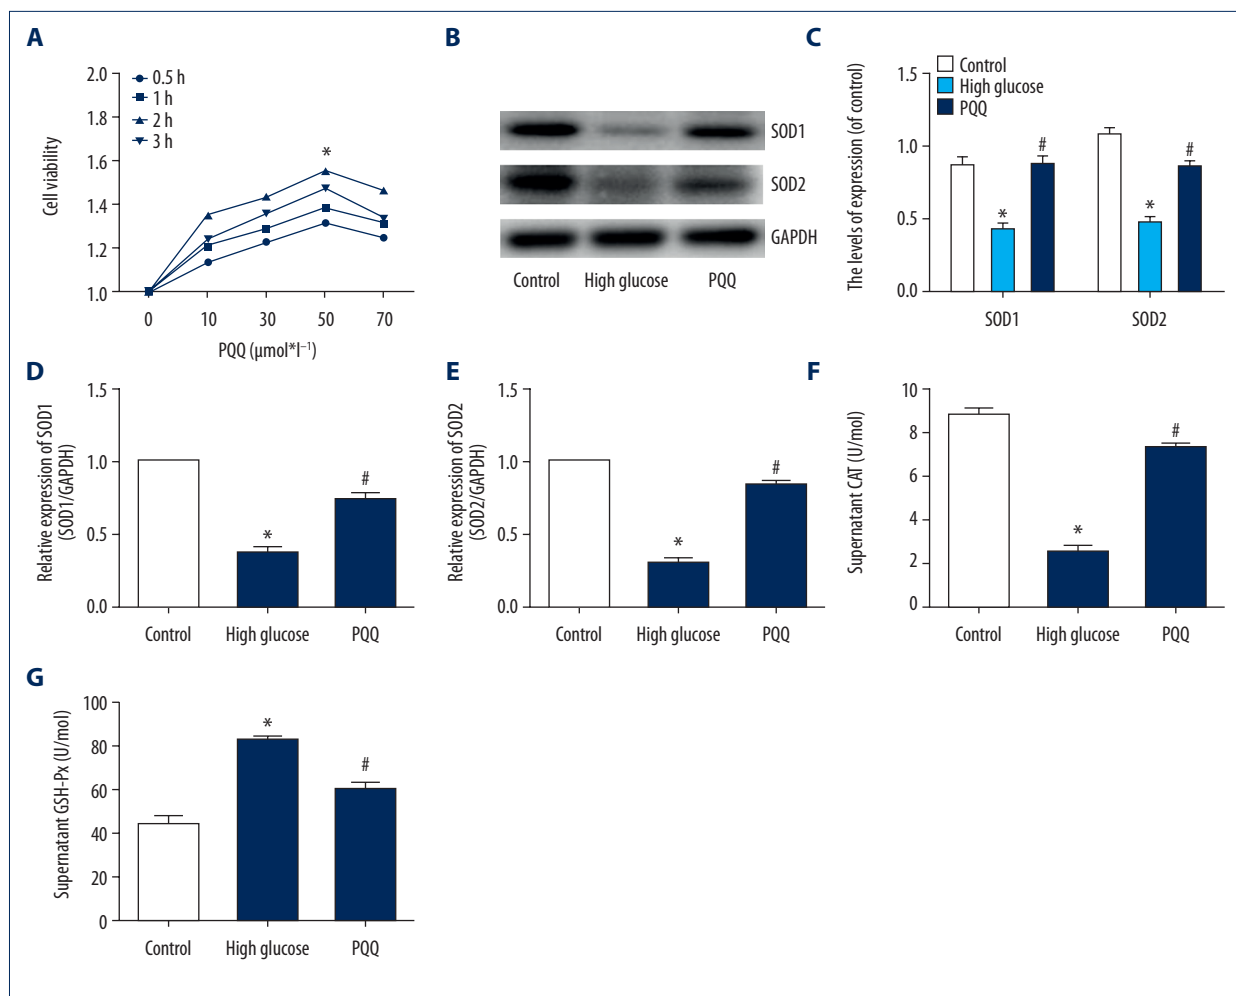 A
0.5 h
1 h
2 h
3 h
2.0
1.8
1.6
1.4
1.2
1.0
Cell viability
*
0 10 30 50 70
PQQ (μmol*l⁻¹)
B
SOD1
SOD2
GAPDH
Control High glucose PQQ
C
Control
High glucose
PQQ
1.5
1.0
0.5
0.0
The levels of expression (of control)
* # * #
SOD1 SOD2
D
1.5
1.0
0.5
0.0
Relative expression of SOD1
(SOD1/GAPDH)
* #
Control High glucose PQQ
E
1.5
1.0
0.5
0.0
Relative expression of SOD2
(SOD2/GAPDH)
* #
Control High glucose PQQ
F
10
8
6
4
2
0
Supernatant CAT (U/mol)
* #
Control High glucose PQQ
G
100
80
60
40
20
0
Supernatant GSH-Px (U/mol)
* #
Control High glucose PQQ